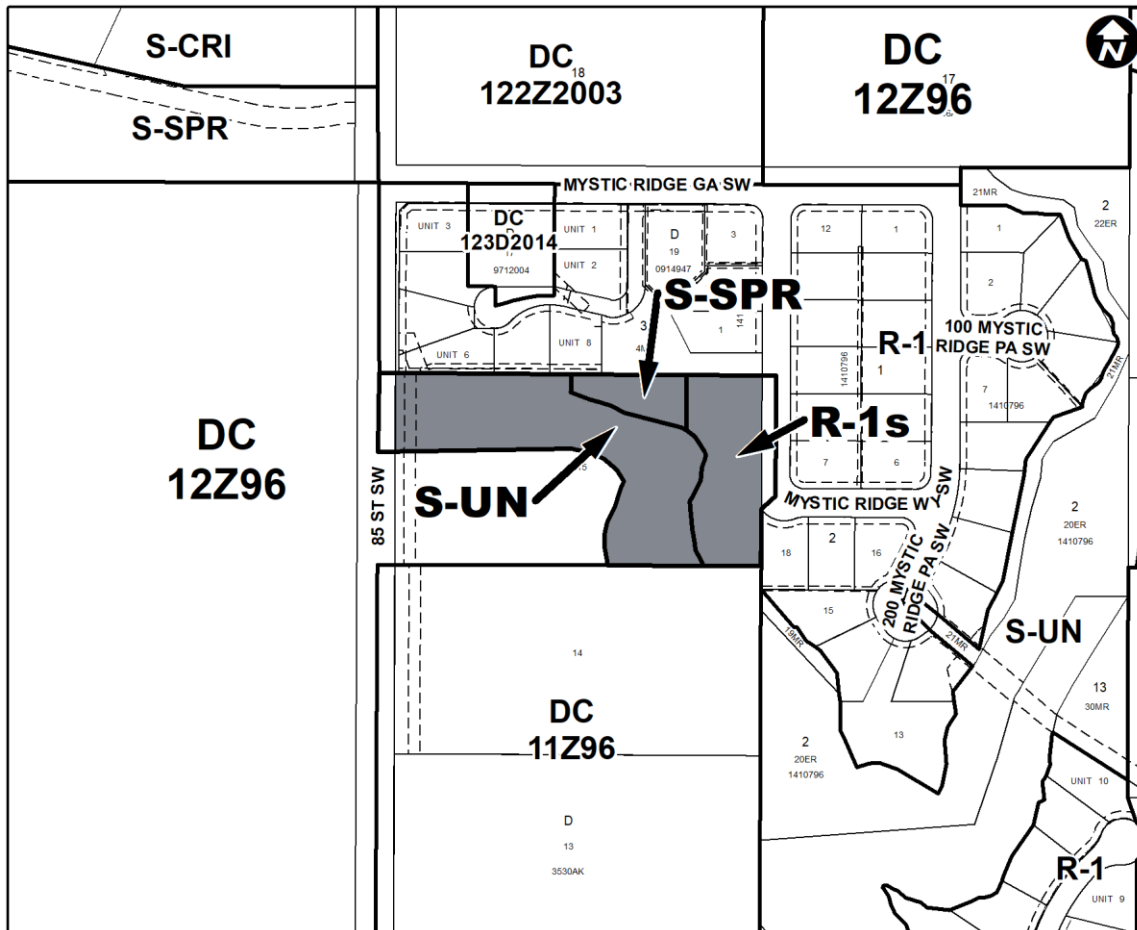 S-CRI
S-SPR
DC
18
122Z2003
DC
17
12Z96
N
MYSTIC RIDGE GA SW
21MR
2
22ER
UNIT 3
DC
123D2014
9712004
UNIT 1
UNIT 2
D
19
0914947
3
12
1
1
2
S-SPR
3
1
141
UNIT 6
UNIT 8
R-1
1
1410796
100 MYSTIC
RIDGE PA SW
21MR
7
1410796
DC
12Z96
R-1s
S-UN
85 ST SW
7
6
MYSTIC RIDGE WY SW
2
20ER
1410796
18
2
16
200 MYSTIC
RIDGE PA SW
15
19MR
21MR
S-UN
14
DC
11Z96
13
30MR
2
20ER
1410796
13
UNIT 10
D
13
3530AK
R-1
UNIT 9